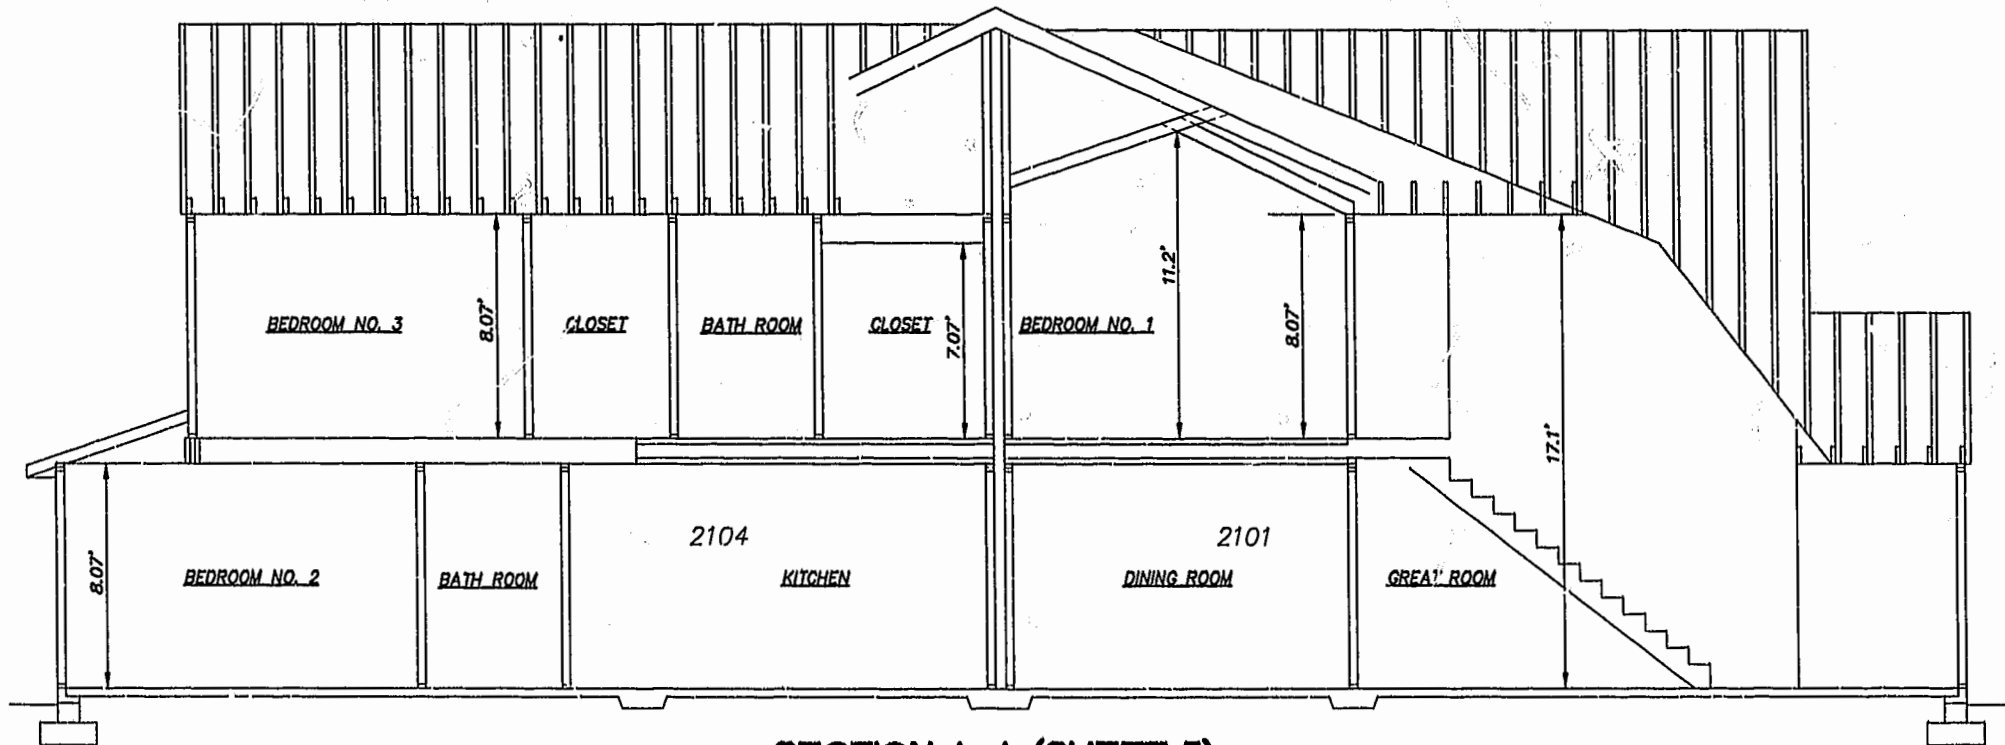 BEDROOM NO. 3
8.07'
CLOSET
BATH ROOM
CLOSET
7.07'
BEDROOM NO. 1
11.2'
8.07'
17.1'
8.07'
BEDROOM NO. 2
BATH ROOM
2104
KITCHEN
2101
DINING ROOM
GREAT ROOM
SECTION A-A